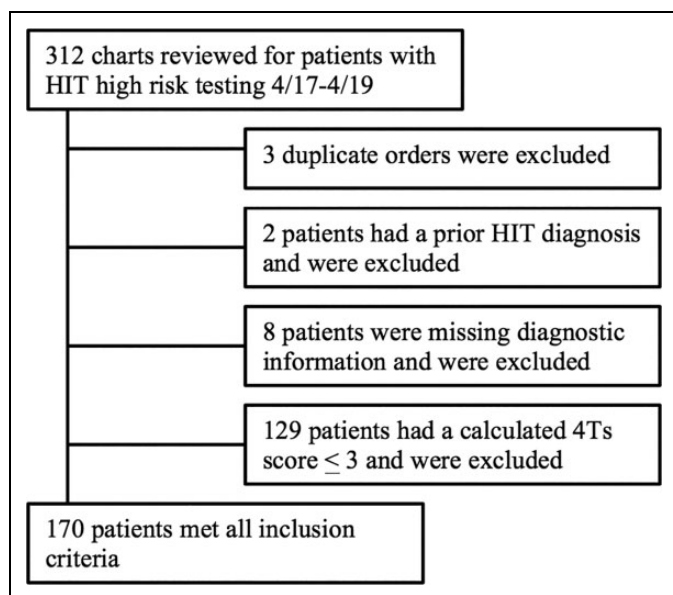 312 charts reviewed for patients with
HIT high risk testing 4/17-4/19
3 duplicate orders were excluded
2 patients had a prior HIT diagnosis
and were excluded
8 patients were missing diagnostic
information and were excluded
129 patients had a calculated 4Ts
score ≤ 3 and were excluded
170 patients met all inclusion
criteria